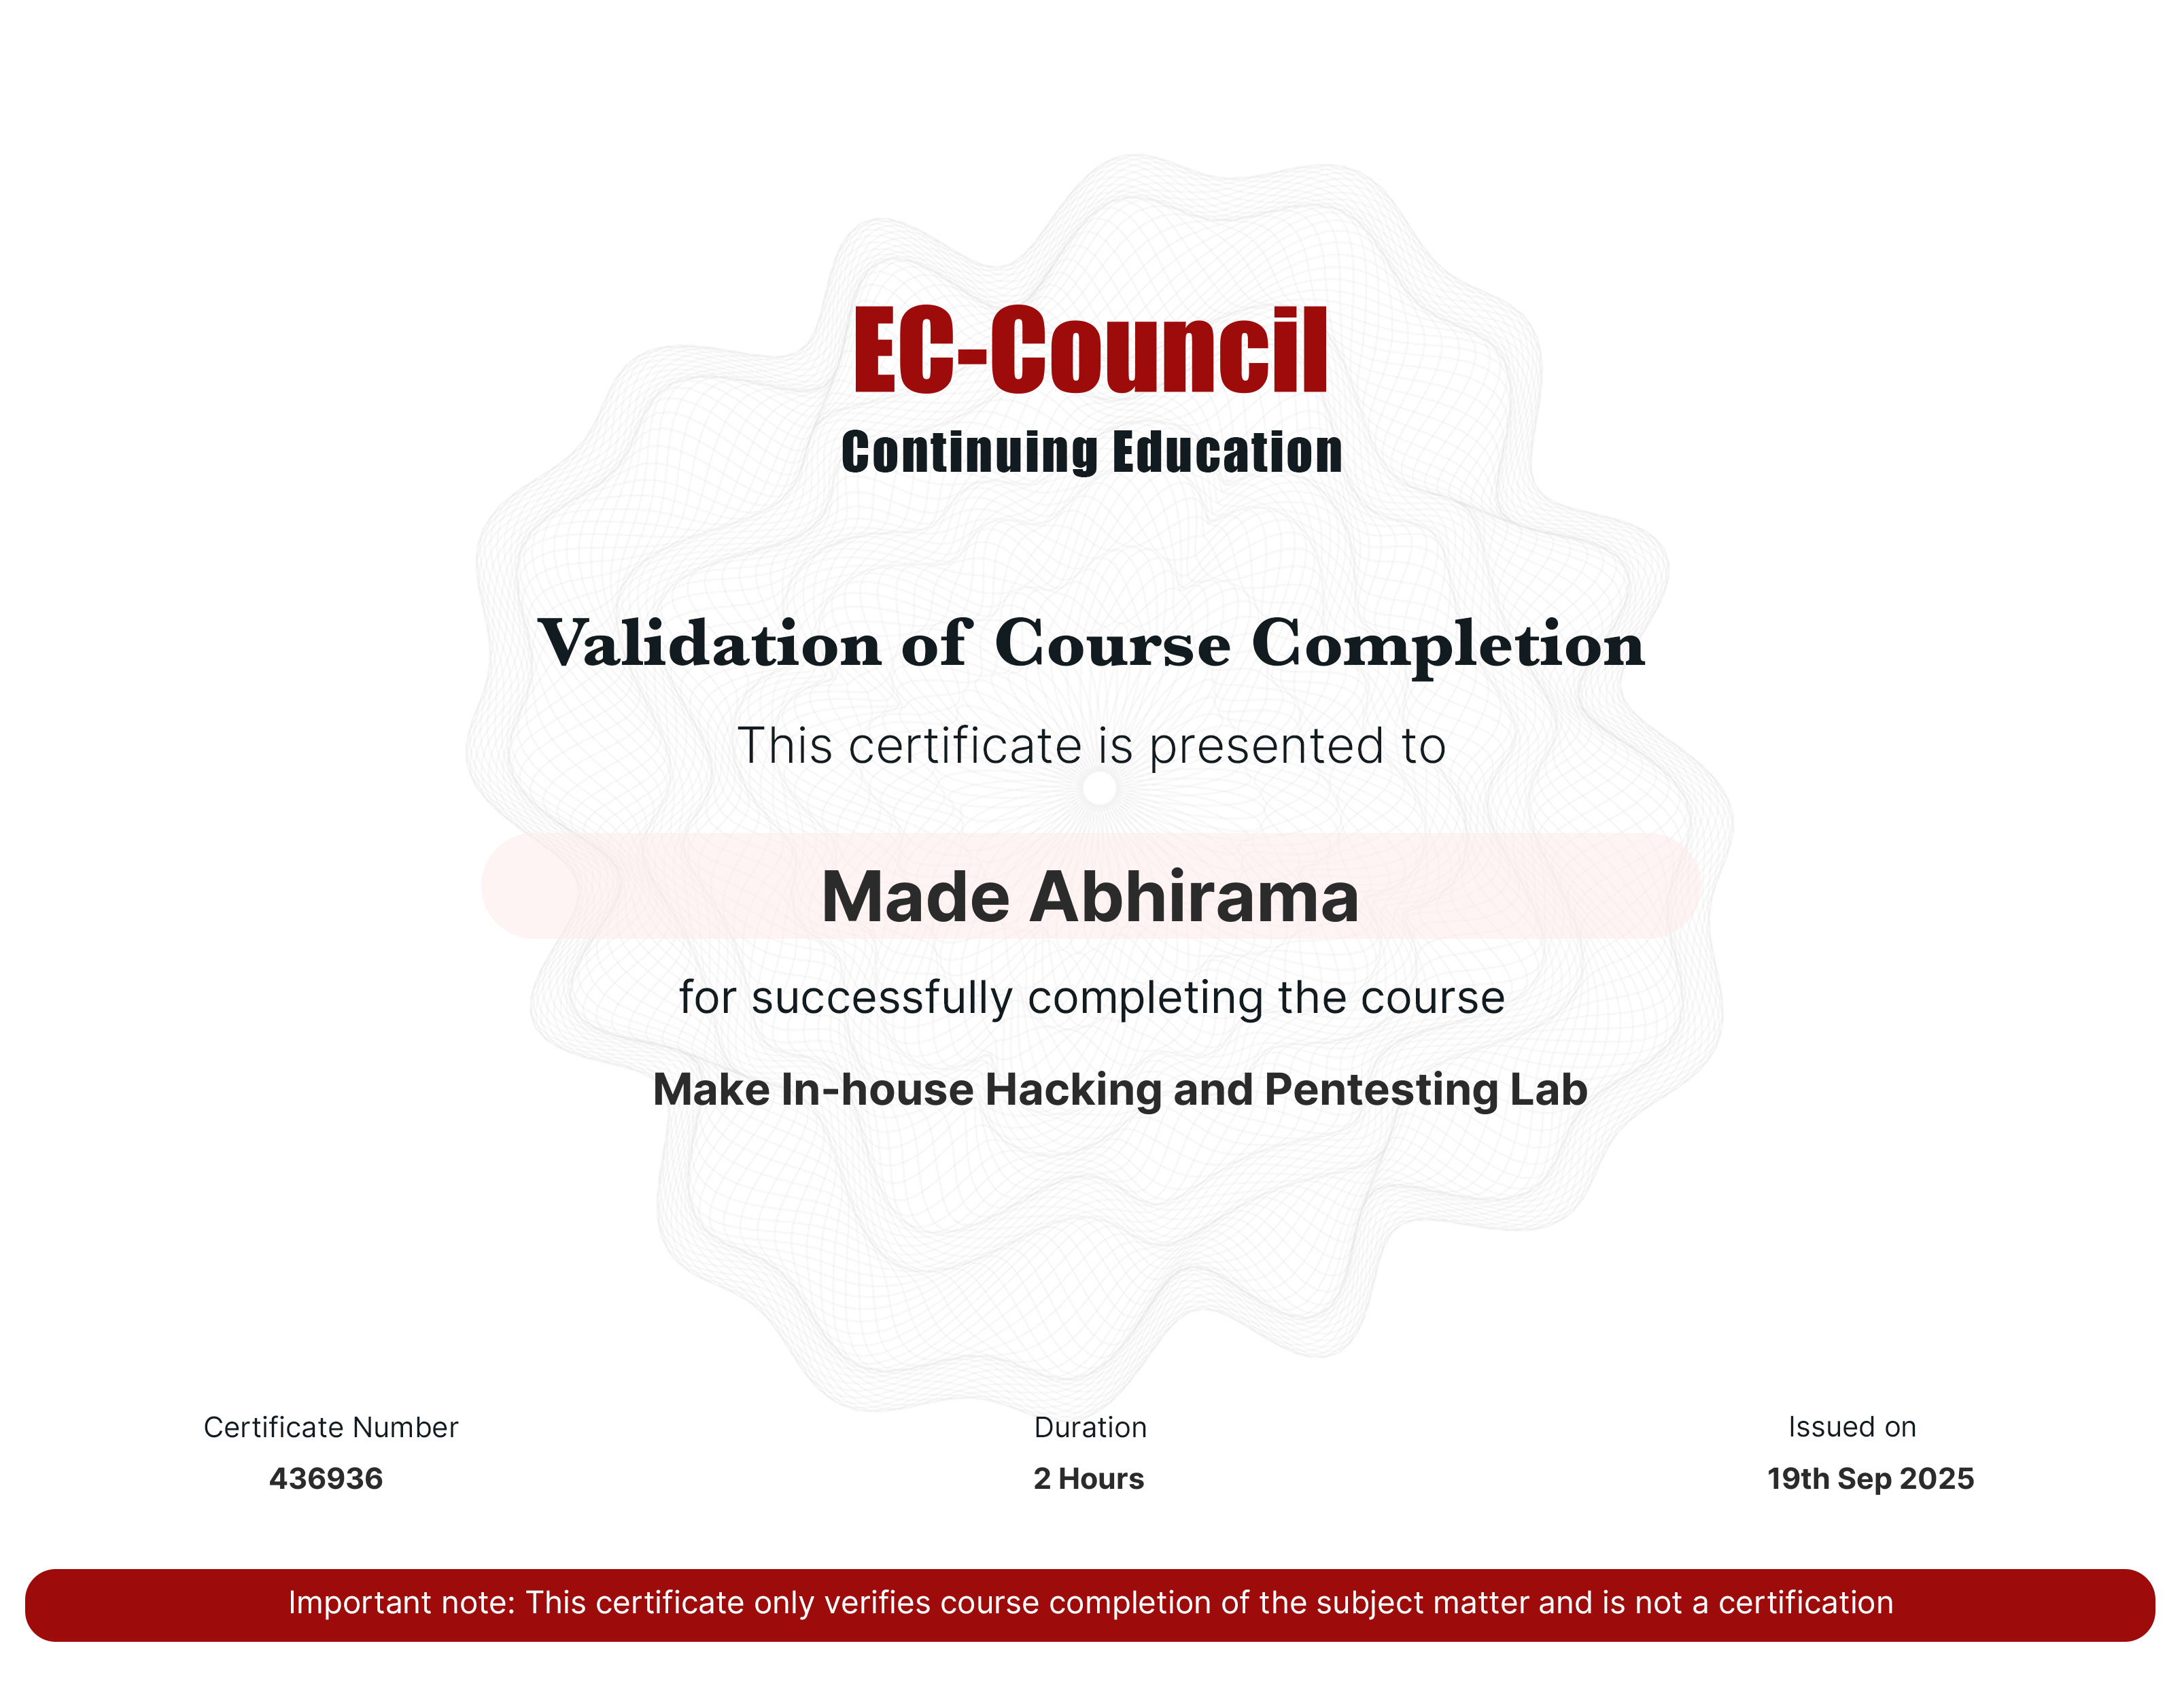 EC-Council
Continuing Education
Validation of Course Completion
This certificate is presented to
Made Abhirama
for successfully completing the course
Make In-house Hacking and Pentesting Lab
Certificate Number
436936
Duration
2 Hours
Issued on
19th Sep 2025
Important note: This certificate only verifies course completion of the subject matter and is not a certification